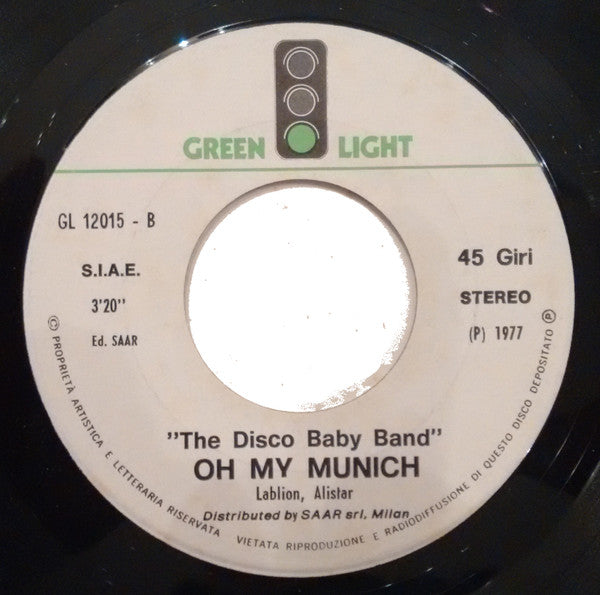 GREEN LIGHT
GL 12015 - B
S.I.A.E.
3'20''
Ed. SAAR
45 Giri
STEREO
(P) 1977
''The Disco Baby Band''
OH MY MUNICH
Lablion, Alistar
Distributed by SAAR srl. Milan
© PROPRIETÀ ARTISTICA E LETTERARIA RISERVATA VIETATA RIPRODUZIONE E RADIODIFFUSIONE DI QUESTO DISCO DEPOSITATO ℗